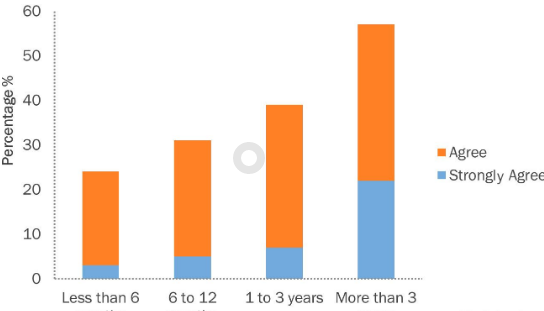 60
50
40
30
20
10
0
Percentage %
Agree
Strongly Agree
Less than 6
6 to 12
1 to 3 years
More than 3